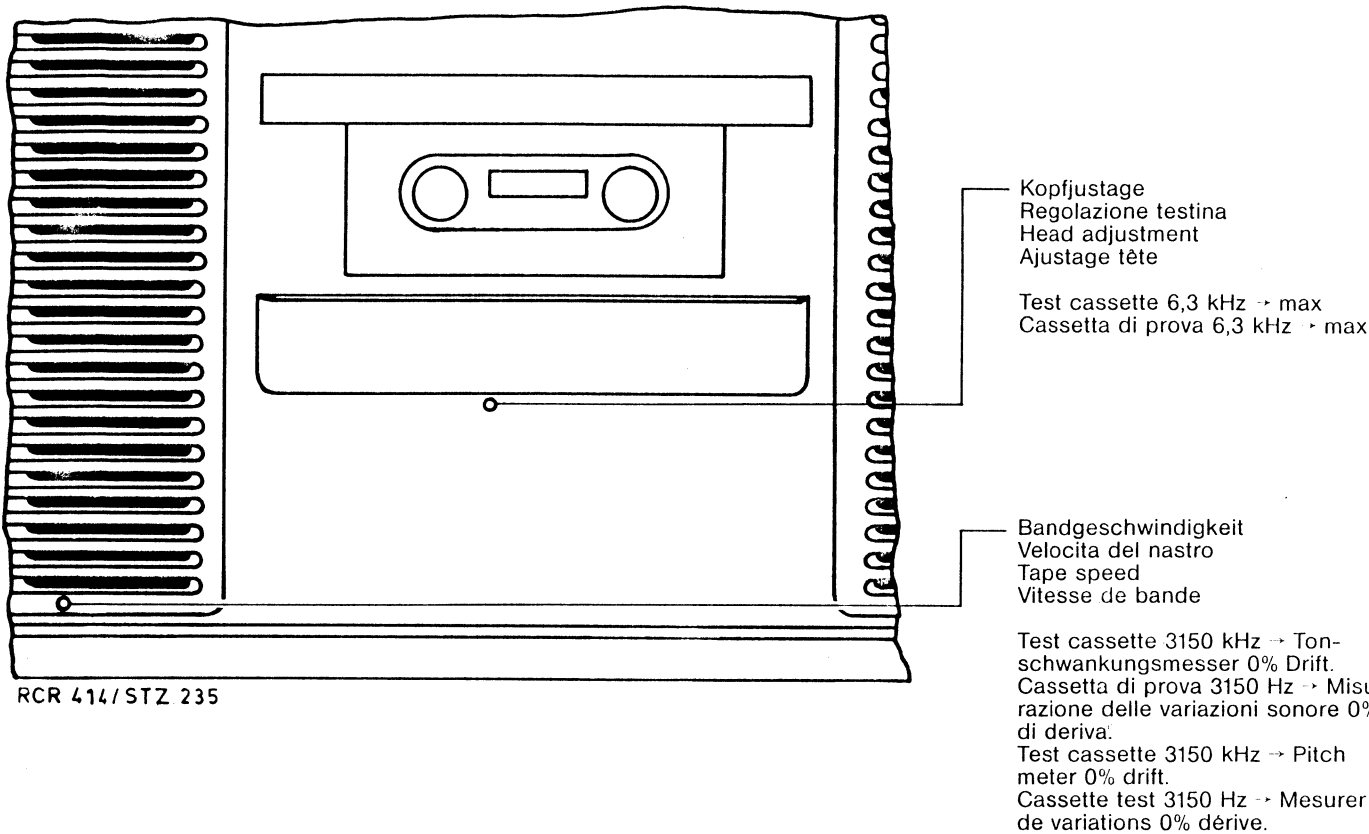 Kopfjustage
Regolazione testina
Head adjustment
Ajustage tête
Test cassette 6,3 kHz → max
Cassetta di prova 6,3 kHz → max
Bandgeschwindigkeit
Velocita del nastro
Tape speed
Vitesse de bande
Test cassette 3150 kHz → Ton-
schwankungsmesser 0% Drift.
Cassetta di prova 3150 Hz → Misu
razione delle variazioni sonore 0%
di deriva.
Test cassette 3150 kHz → Pitch
meter 0% drift.
Cassette test 3150 Hz → Mesurer
de variations 0% dérive.
RCR 414/STZ 235